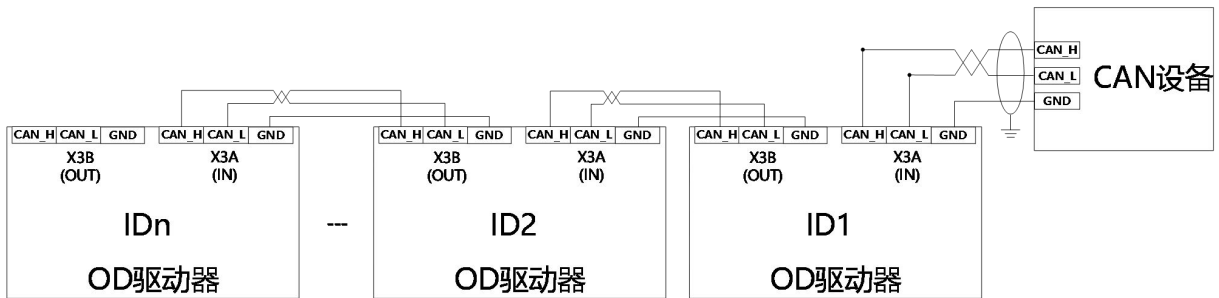 CAN_H
CAN_L
GND
CAN设备
CAN_H CAN_L GND
CAN_H CAN_L GND
CAN_H CAN_L GND
CAN_H CAN_L GND
CAN_H CAN_L GND
CAN_H CAN_L GND
X3B
(OUT)
X3A
(IN)
X3B
(OUT)
X3A
(IN)
X3B
(OUT)
X3A
(IN)
IDn
---
ID2
ID1
OD驱动器
OD驱动器
OD驱动器